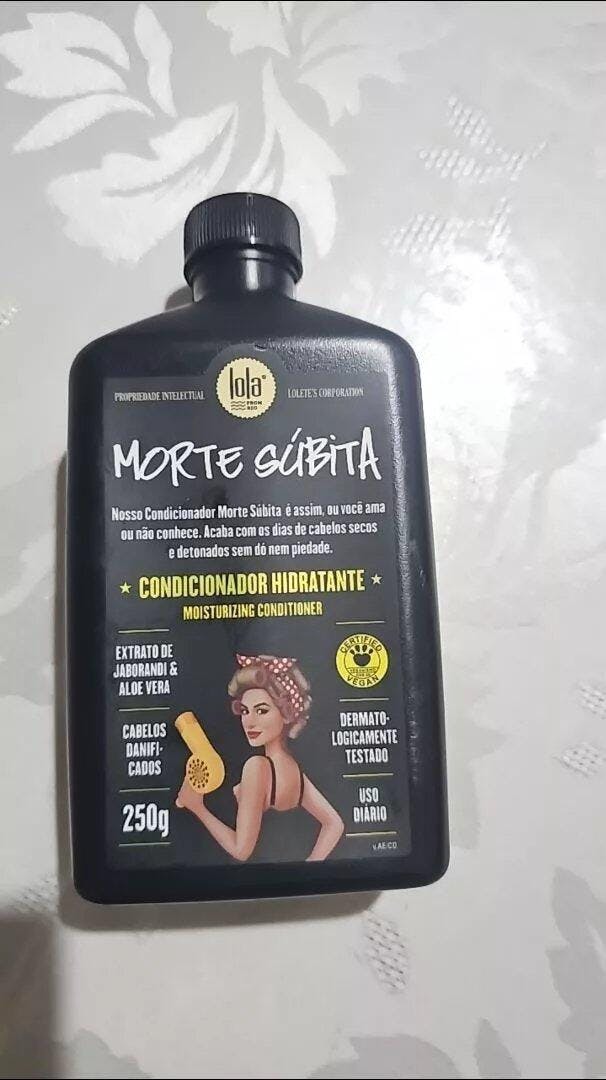 PROPRIEDADE INTELECTUAL
lola®
FROM
RIO
LOLETE'S CORPORATION
MORTE SÚBITA
Nosso Condicionador Morte Súbita é assim, ou você ama
ou não conhece. Acaba com os dias de cabelos secos
e detonados sem dó nem piedade.
★ CONDICIONADOR HIDRATANTE ★
MOISTURIZING CONDITIONER
EXTRATO DE
JABORANDI &
ALOE VERA
CABELOS
DANIFI-
CADOS
250g
CERTIFIED
VEGAN
DERMATO-
LOGICAMENTE
TESTADO
USO
DIÁRIO